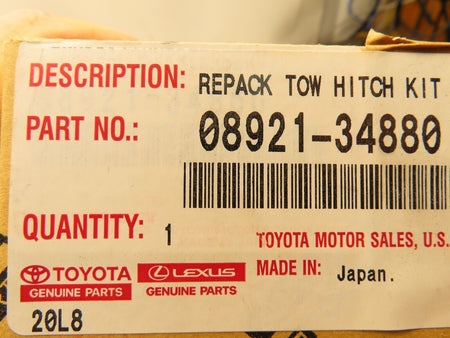 DESCRIPTION: REPACK TOW HITCH KIT
PART NO.: 08921-34880
QUANTITY: 1
TOYOTA MOTOR SALES, U.S.
TOYOTA LEXUS MADE IN: Japan.
GENUINE PARTS GENUINE PARTS
20L8